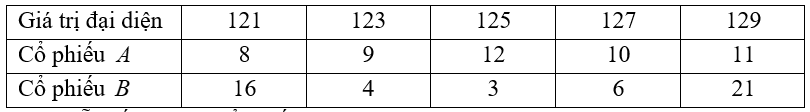 Giá trị đại diện 121 123 125 127 129
Cổ phiếu A 8 9 12 10 11
Cổ phiếu B 16 4 3 6 21